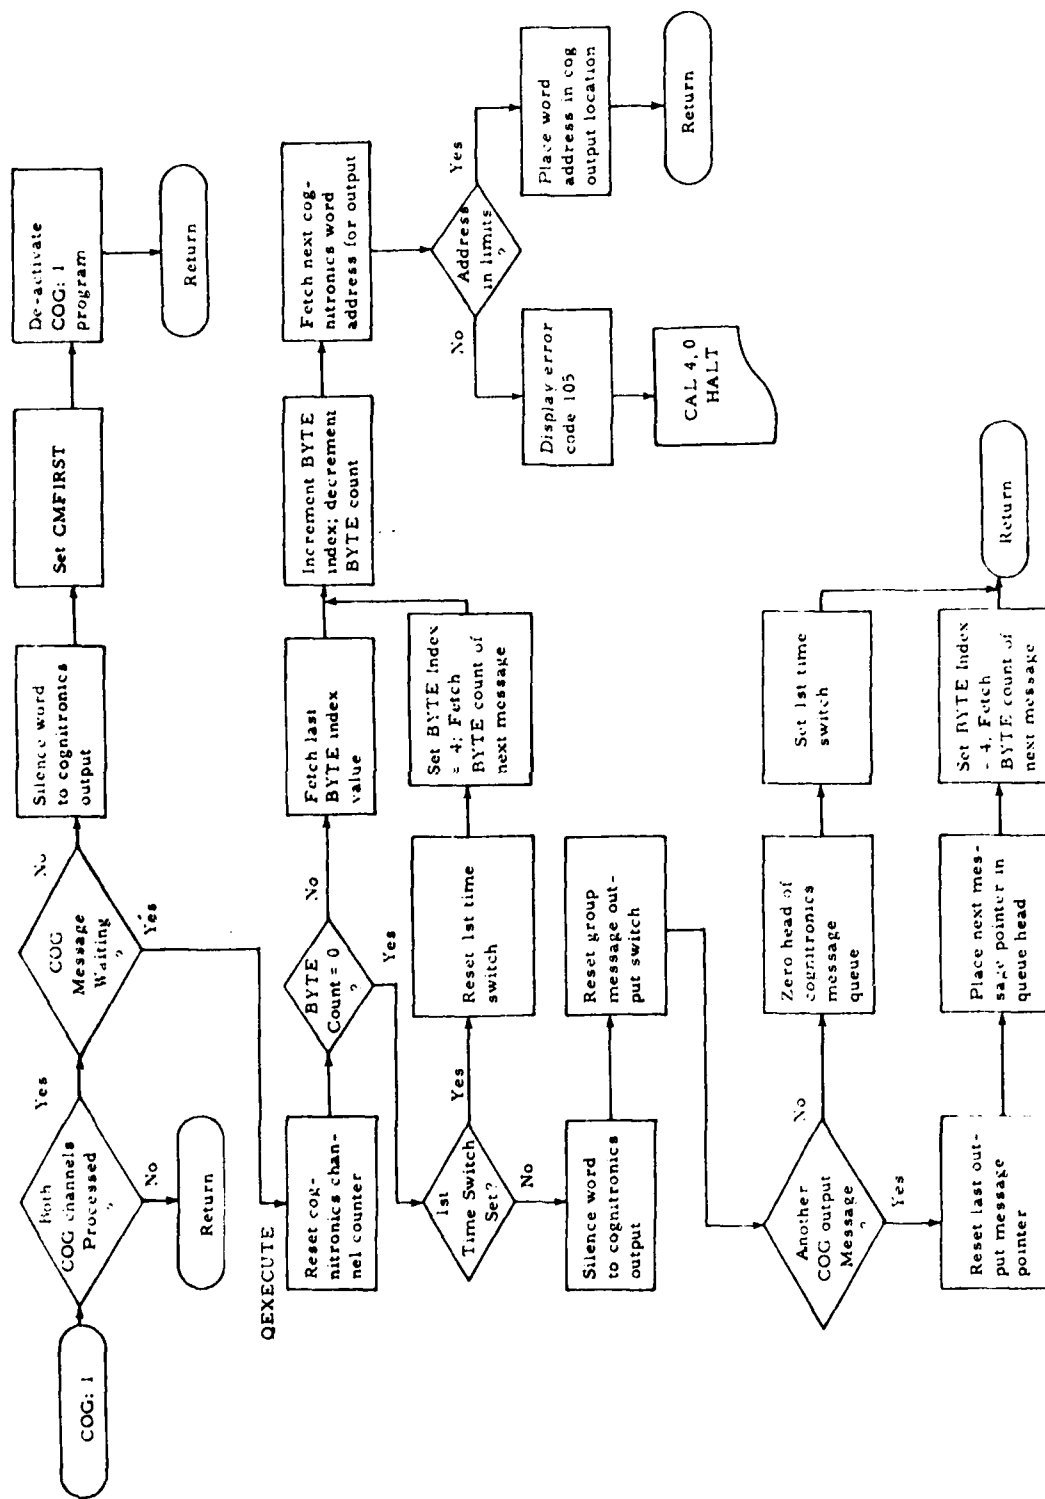 COG: 1
Both
COG channels
Processed
?
Yes
No
Return
COG
Message
Waiting
?
No
Yes
Silence word
to cognitronics
output
Set CMFIRST
De-activate
COG: 1
program
Return
QEXECUTE
Reset cog-
nitronics chan-
nel counter
BYTE
Count = 0
?
No
Yes
Fetch last
BYTE index
value
Increment BYTE
index; decrement
BYTE count
Fetch next cog-
nitronics word
address for output
Address
in limits
?
Yes
No
Place word
address in cog
output location
Return
Display error
code 105
CAL 4, 0
HALT
1st
Time Switch
Set?
Yes
No
Reset 1st time
switch
Set BYTE Index
= 4; Fetch
BYTE count of
next message
Silence word
to cognitronics
output
Reset group
message out-
put switch
Another
COG output
Message
?
No
Yes
Zero head of
cognitronics
message
queue
Set 1st time
switch
Reset last out-
put message
pointer
Place next mes-
sage pointer in
queue head
Set BYTE Index
- 4, Fetch
BYTE count of
next message
Return